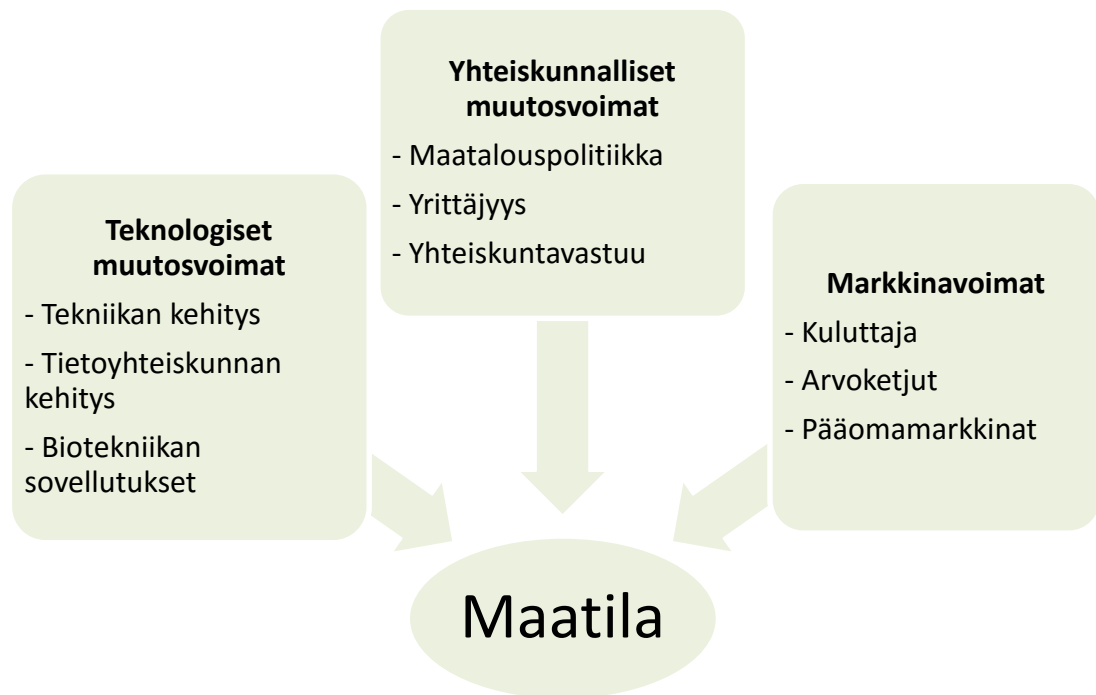 Yhteiskunnalliset
muutosvoimat
- Maatalouspolitiikka
- Yrittäjyys
- Yhteiskuntavastuu
Teknologiset
muutosvoimat
- Tekniikan kehitys
- Tietoyhteiskunnan
kehitys
- Biotekniikan
sovellutukset
Markkinavoimat
- Kuluttaja
- Arvoketjut
- Pääomamarkkinat
Maatila